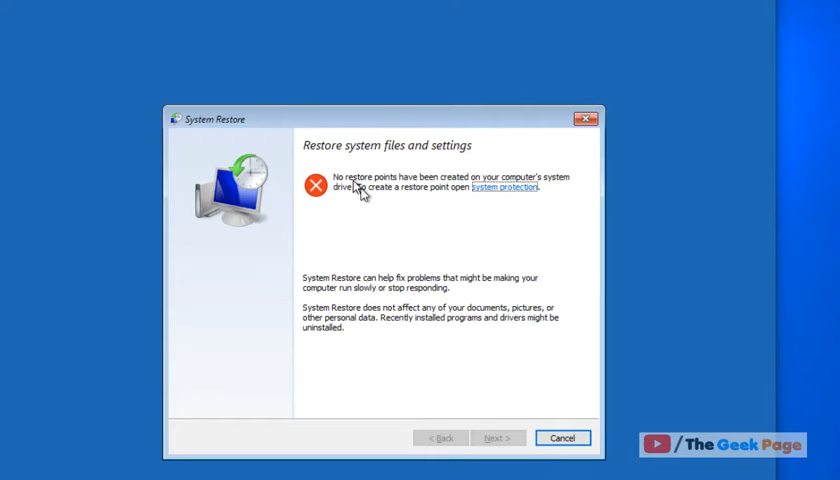 System Restore
Restore system files and settings
No restore points have been created on your computer's system
drive. To create a restore point open system protection.
System Restore can help fix problems that might be making your
computer run slowly or stop responding.
System Restore does not affect any of your documents, pictures, or
other personal data. Recently installed programs and drivers might be
uninstalled.
< Back Next > Cancel
/The Geek Page